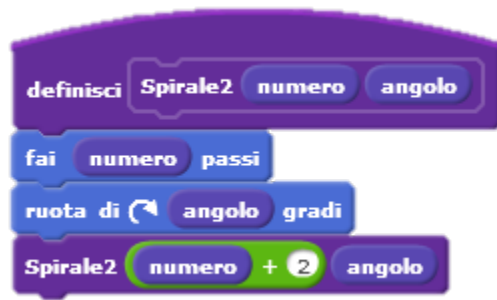 definisci Spirale2 numero angolo
fai numero passi
ruota di angolo gradi
Spirale2 numero + 2 angolo